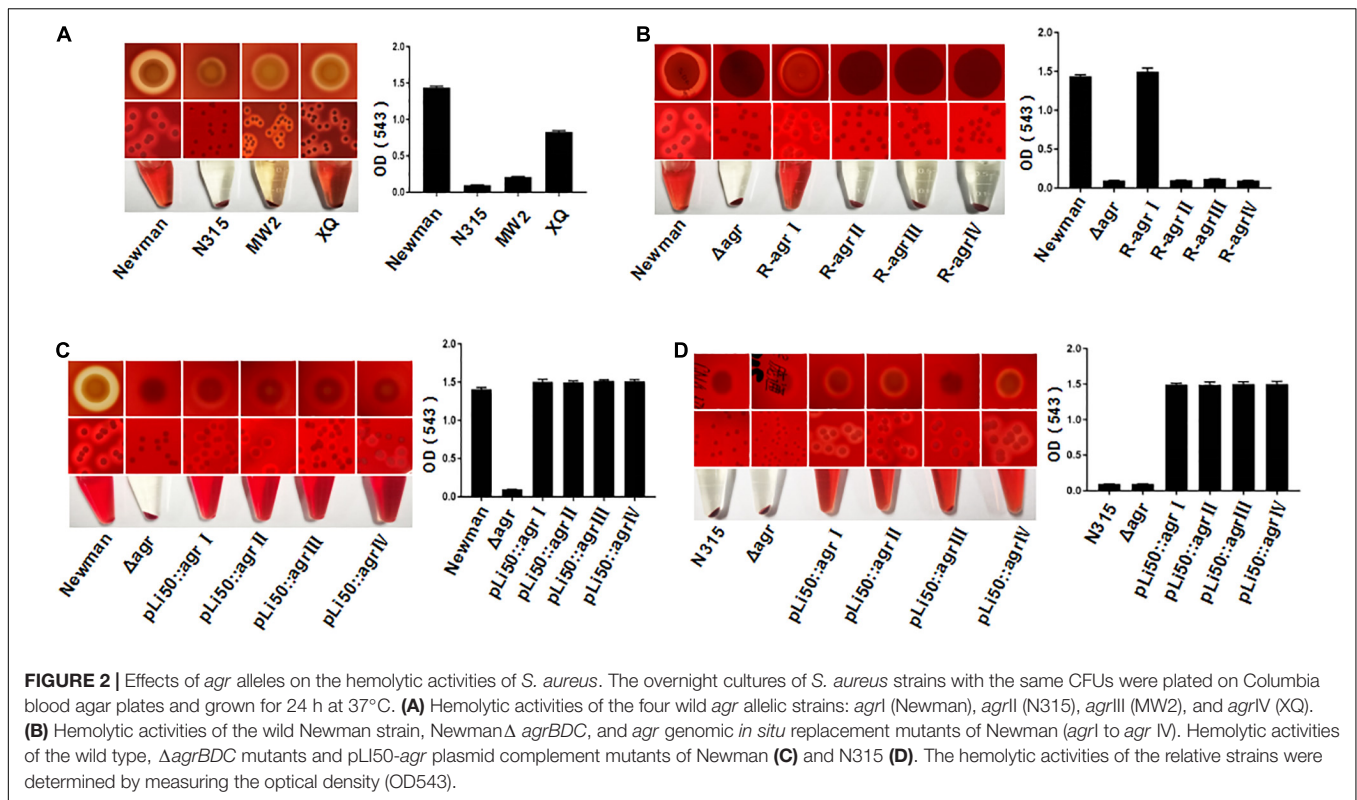 A
2.0
1.5
1.0
0.5
0.0
OD ( 543 )
Newman
N315
MW2
XQ
Newman
N315
MW2
XQ
B
2.0
1.5
1.0
0.5
0.0
OD ( 543 )
Newman
Δagr
R-agr I
R-agr II
R-agrIII
R-agrIV
Newman
Δagr
R-agr I
R-agr II
R-agrIII
R-agrIV
C
2.0
1.5
1.0
0.5
0.0
OD ( 543 )
Newman
Δagr
pLi50::agr I
pLi50::agr II
pLi50::agrIII
pLi50::agrIV
Newman
Δagr
pLi50::agr I
pLi50::agr II
pLi50::agrIII
pLi50::agrIV
D
2.0
1.5
1.0
0.5
0.0
OD ( 543 )
N315
Δagr
pLi50::agr I
pLi50::agr II
pLi50::agrIII
pLi50::agrIV
N315
Δagr
pLi50::agr I
pLi50::agr II
pLi50::agrIII
pLi50::agrIV
FIGURE 2 | Effects of agr alleles on the hemolytic activities of S. aureus. The overnight cultures of S. aureus strains with the same CFUs were plated on Columbia
blood agar plates and grown for 24 h at 37°C. (A) Hemolytic activities of the four wild agr allelic strains: agrI (Newman), agrII (N315), agrIII (MW2), and agrIV (XQ).
(B) Hemolytic activities of the wild Newman strain, NewmanΔ agrBDC, and agr genomic in situ replacement mutants of Newman (agrI to agr IV). Hemolytic activities
of the wild type, ΔagrBDC mutants and pLI50-agr plasmid complement mutants of Newman (C) and N315 (D). The hemolytic activities of the relative strains were
determined by measuring the optical density (OD543).